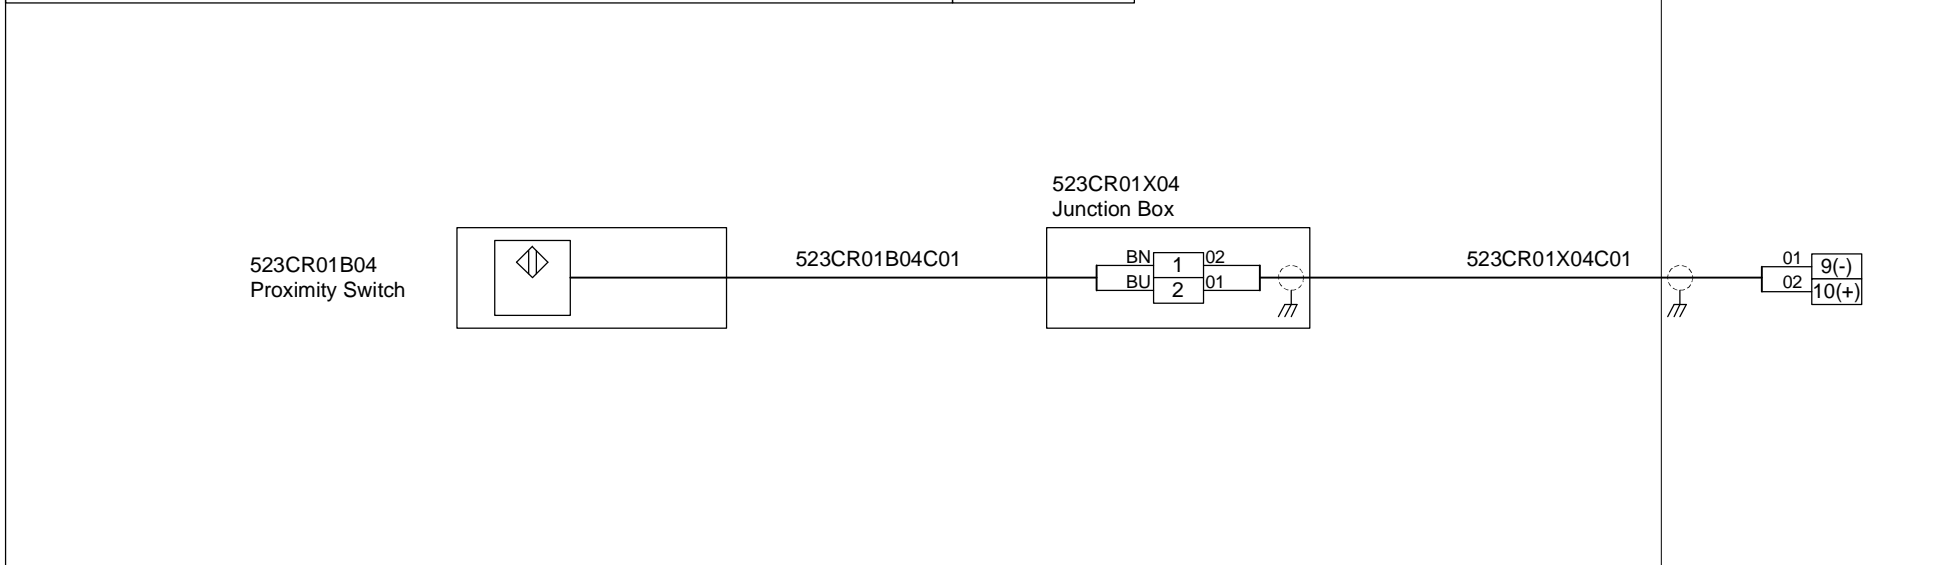 523CR01X04
Junction Box
523CR01B04
Proximity Switch
523CR01B04C01
BN 1 02
BU 2 01
523CR01X04C01
01 9(-)
02 10(+)